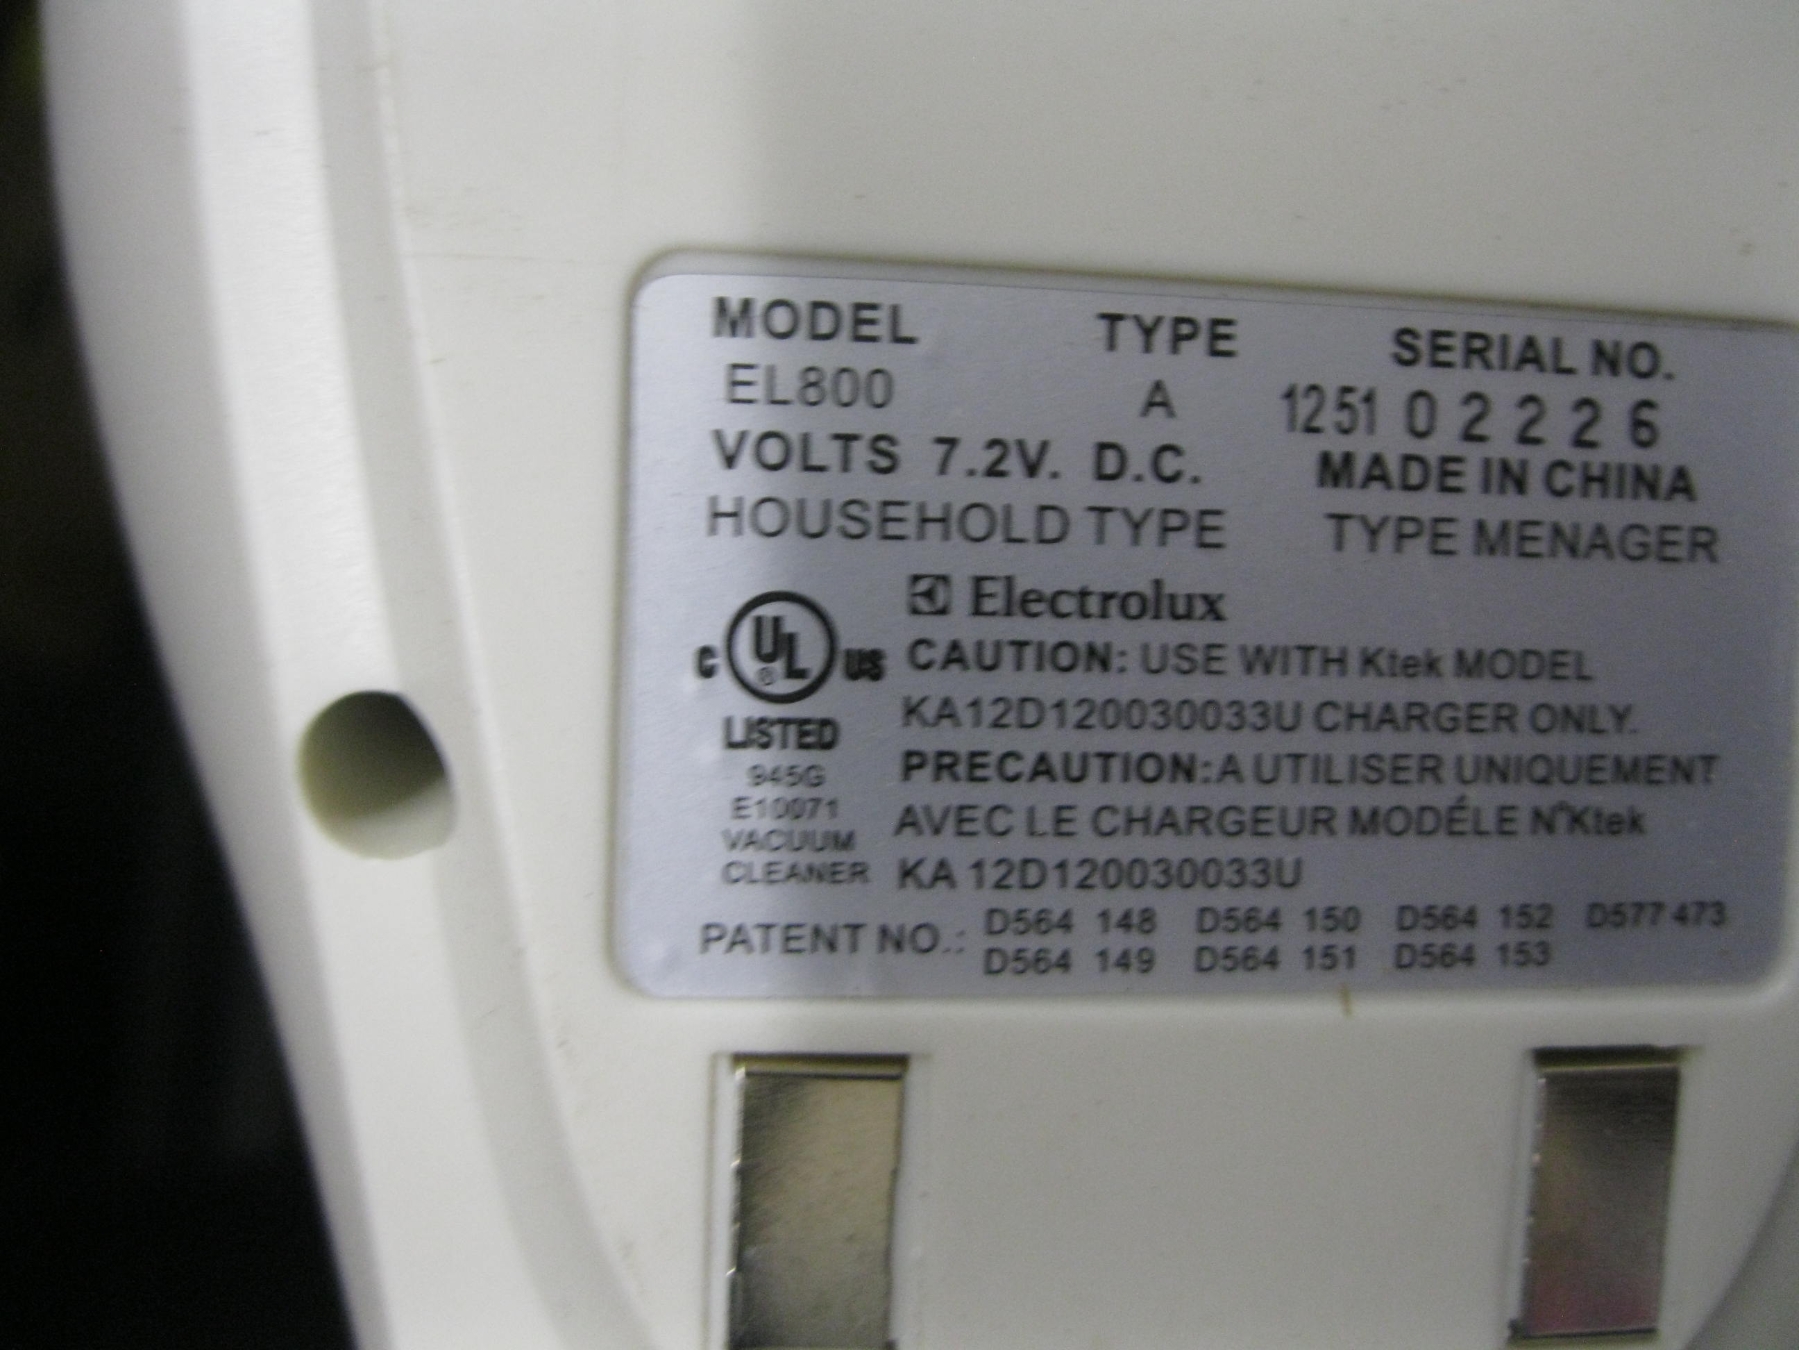 MODEL TYPE SERIAL NO.
EL800 A 1251 0 2 2 2 6
VOLTS 7.2V. D.C. MADE IN CHINA
HOUSEHOLD TYPE TYPE MENAGER
Electrolux
C UL ® US
LISTED
945G
E10071
VACUUM
CLEANER
CAUTION: USE WITH Ktek MODEL
KA12D120030033U CHARGER ONLY.
PRECAUTION: A UTILISER UNIQUEMENT
AVEC LE CHARGEUR MODÉLE NºKtek
KA 12D120030033U
PATENT NO.: D564 148 D564 150 D564 152 D577 473
D564 149 D564 151 D564 153